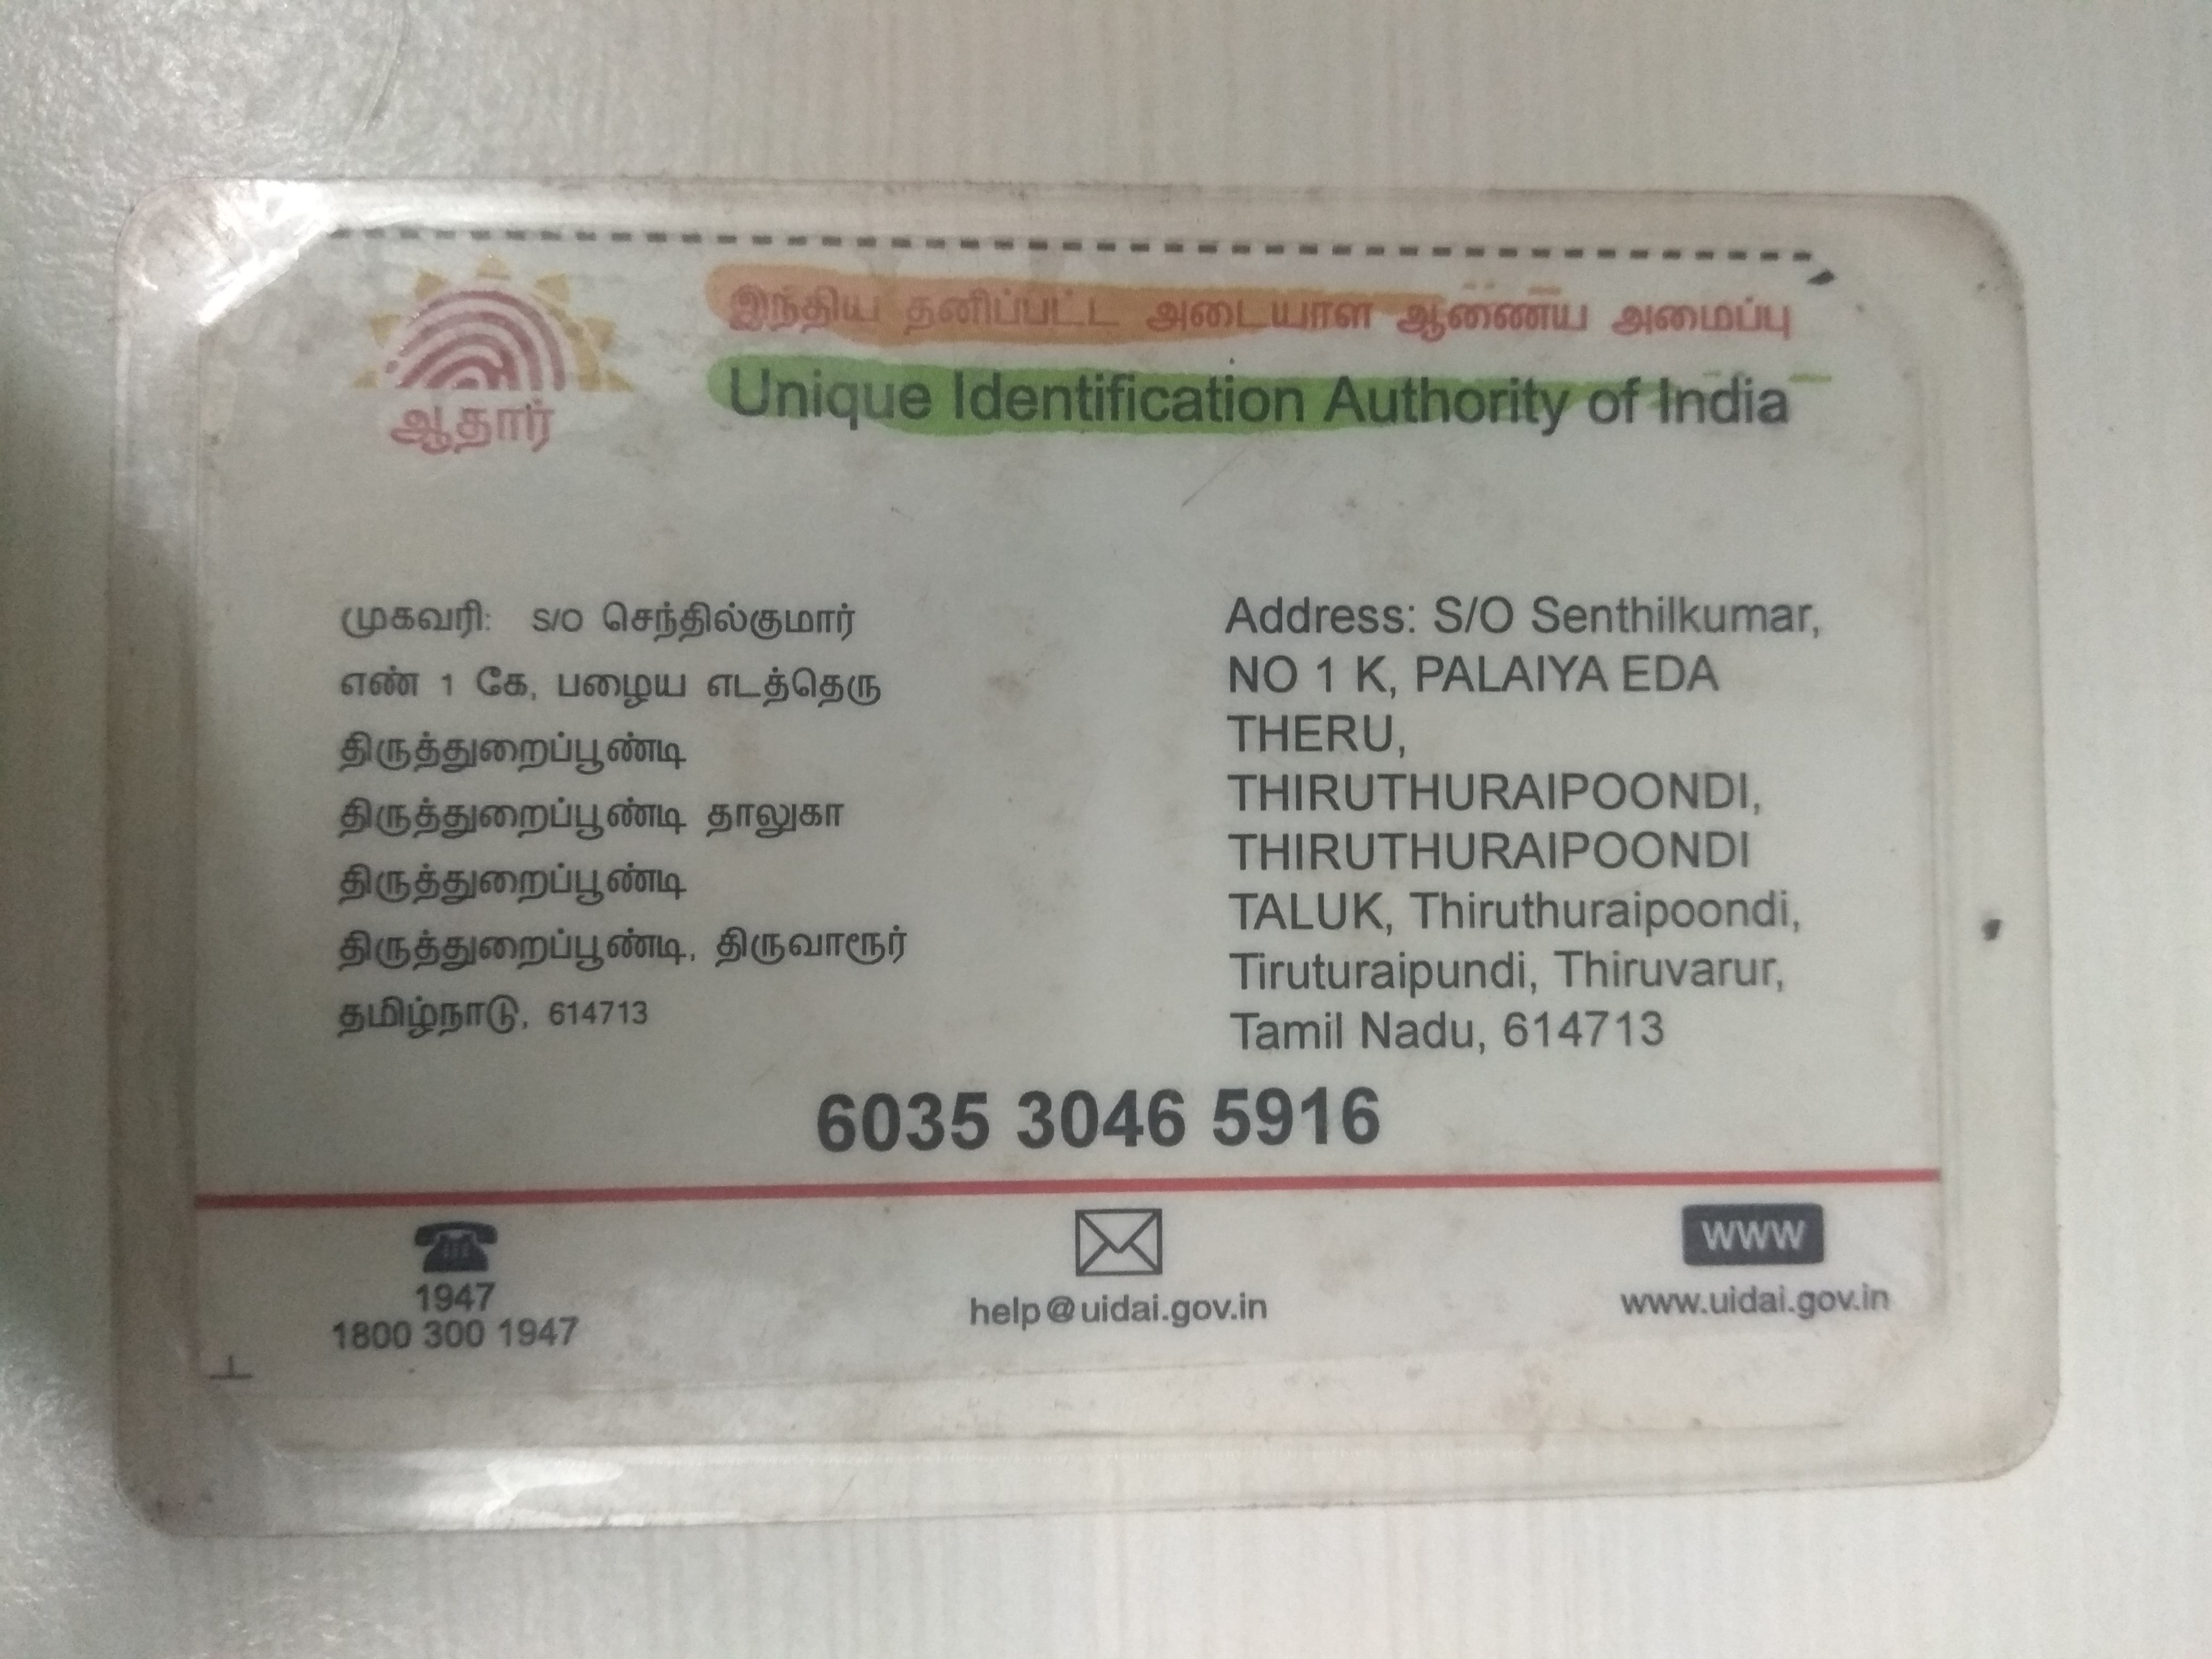 இந்திய தனிப்பட்ட அடையாள ஆணைய அமைப்பு
Unique Identification Authority of India
ஆதார்
முகவரி: S/O செந்தில்குமார்
எண் 1 கே, பழைய எடத்தெரு
திருத்துறைப்பூண்டி
திருத்துறைப்பூண்டி தாலுகா
திருத்துறைப்பூண்டி
திருத்துறைப்பூண்டி, திருவாரூர்
தமிழ்நாடு, 614713
Address: S/O Senthilkumar,
NO 1 K, PALAIYA EDA
THERU,
THIRUTHURAIPOONDI,
THIRUTHURAIPOONDI
TALUK, Thiruthuraipoondi,
Tiruturaipundi, Thiruvarur,
Tamil Nadu, 614713
6035 3046 5916
1947
1800 300 1947
help@uidai.gov.in
WWW
www.uidai.gov.in